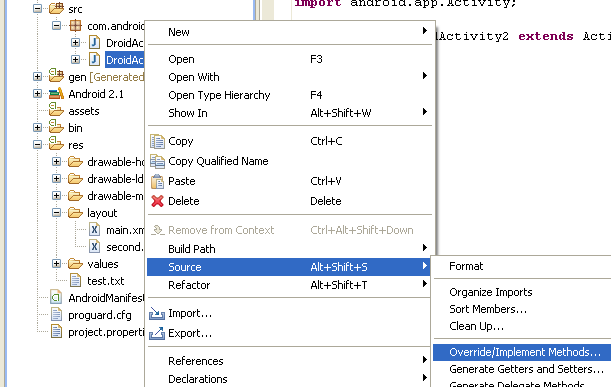 src
com.android
DroidAc
DroidAc
gen [Generated
Android 2.1
assets
bin
res
drawable-hd
drawable-ld
drawable-m
layout
main.xm
second.
values
test.txt
AndroidManifest
proguard.cfg
project.properti
import android.app.Activity;
dActivity2 extends Acti
New
Open F3
Open With
Open Type Hierarchy F4
Show In Alt+Shift+W
Copy Ctrl+C
Copy Qualified Name
Paste Ctrl+V
Delete Delete
Remove from Context Ctrl+Alt+Shift+Down
Build Path
Source Alt+Shift+S
Refactor Alt+Shift+T
Import...
Export...
References
Declarations
Format
Organize Imports
Sort Members...
Clean Up...
Override/Implement Methods...
Generate Getters and Setters...
Generate Delegate Methods